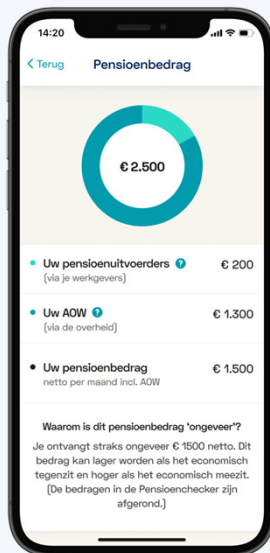 14:20
Terug
Pensioenbedrag
€ 2.500
Uw pensioenuitvoerders ? € 200
(via je werkgevers)
Uw AOW ? € 1.300
(via de overheid)
Uw pensioenbedrag € 1.500
netto per maand incl. AOW
Waarom is dit pensioenbedrag 'ongeveer'?
Je ontvangt straks ongeveer € 1500 netto. Dit
bedrag kan lager worden als het economisch
tegenzit en hoger als het economisch meezit.
(De bedragen in de Pensioenchecker zijn
afgerond.)